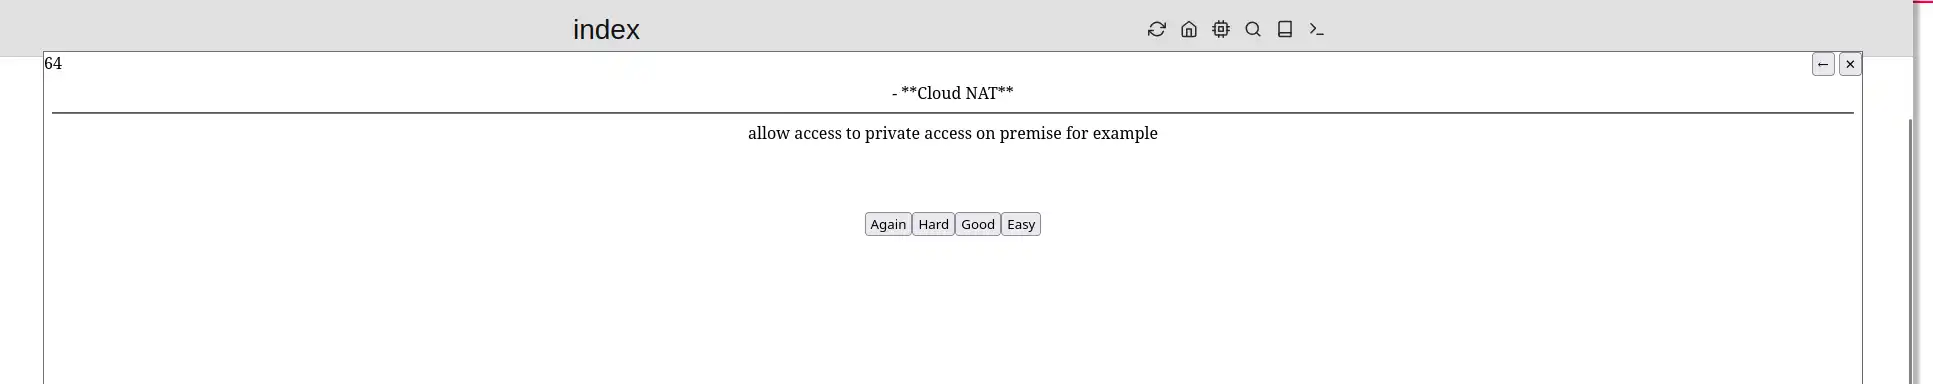 index
64
← ×
- **Cloud NAT**
allow access to private access on premise for example
Again Hard Good Easy